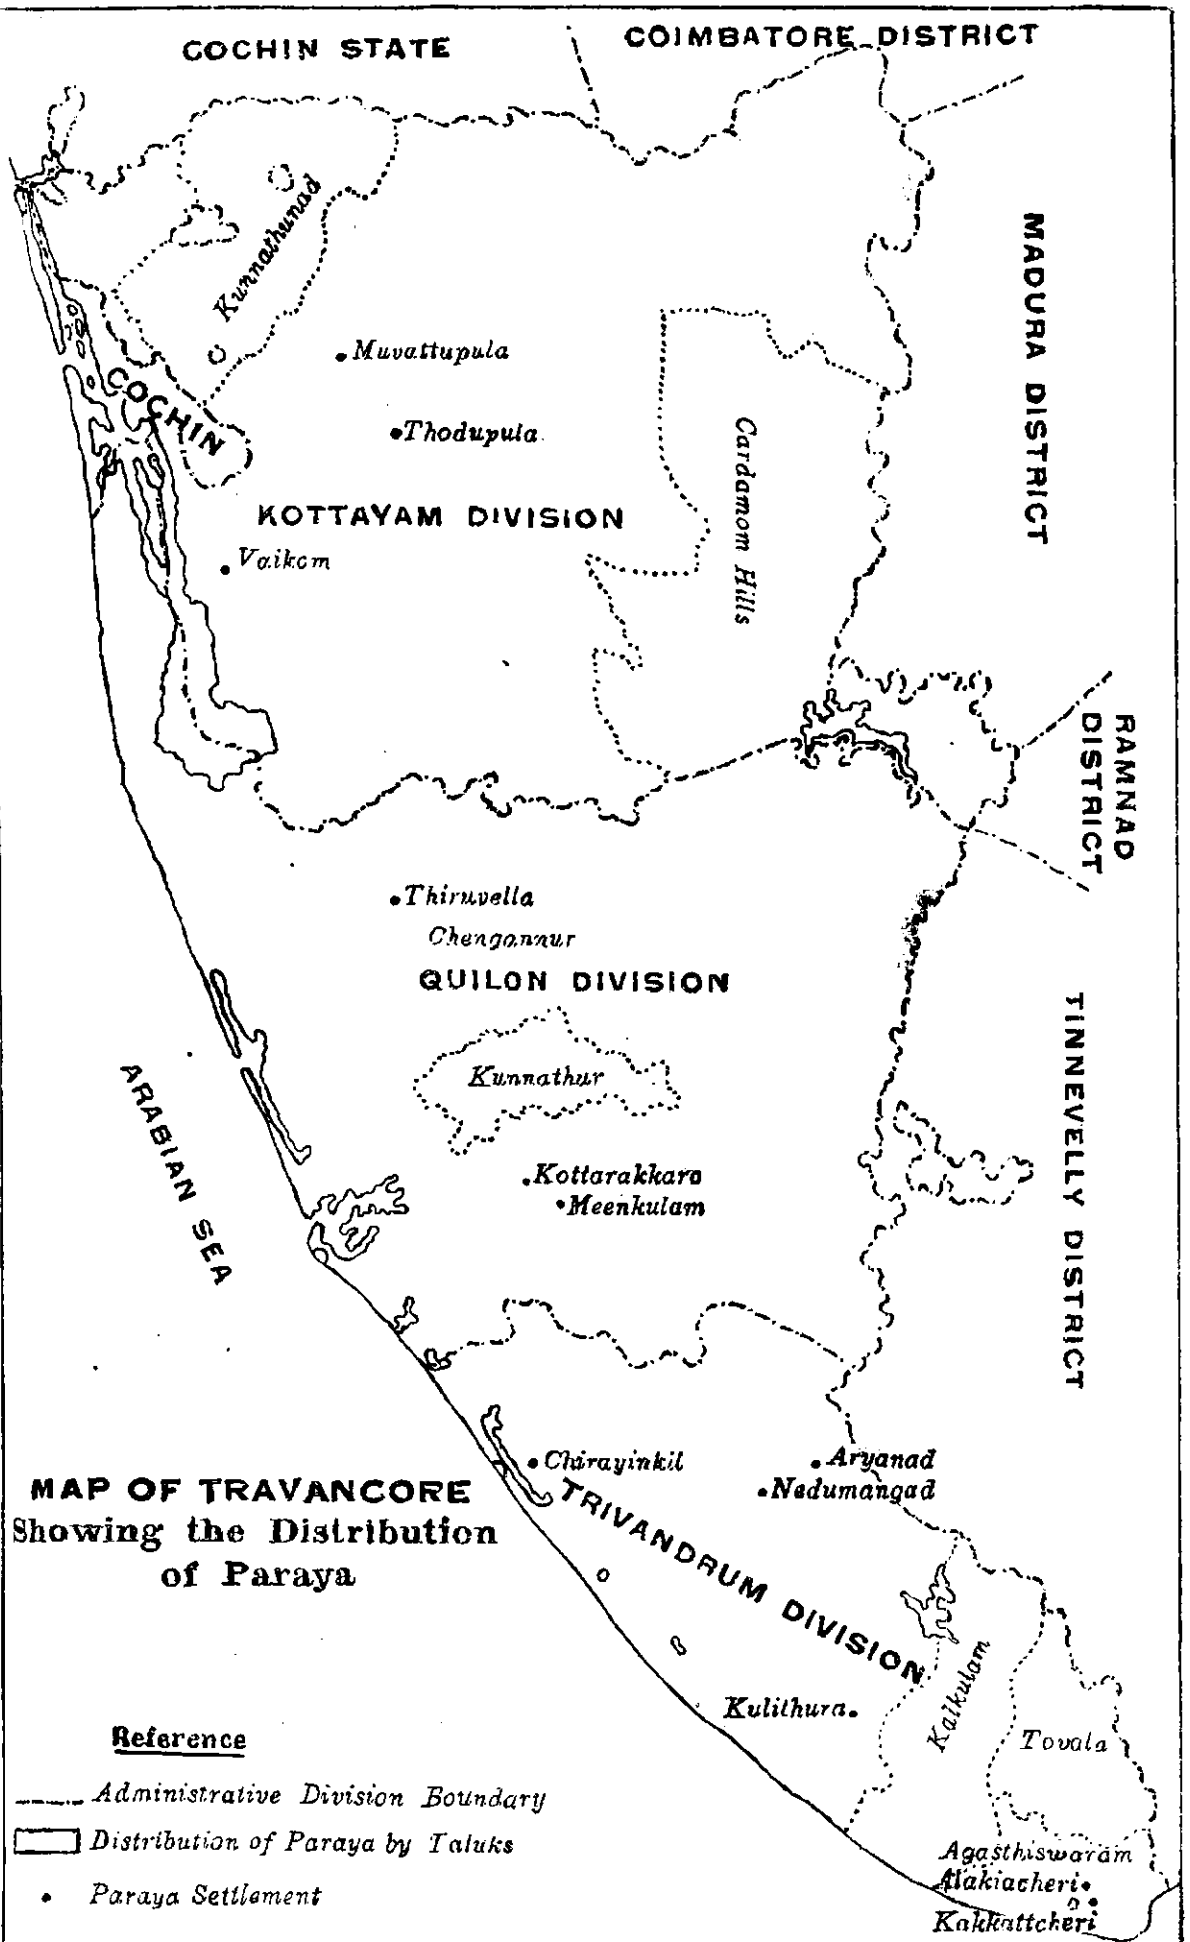 COCHIN STATE
COIMBATORE DISTRICT
Kunnathunad
MADURA DISTRICT
Muvattupula
COCHIN
Thodupula
Cardamom Hills
KOTTAYAM DIVISION
Vaikom
RAMNAD
DISTRICT
Thiruvella
Chengannur
QUILON DIVISION
TINNEVELLY DISTRICT
Kunnathur
ARABIAN SEA
Kottarakkara
Meenkulam
Chirayinkil
Aryanad
Nedumangad
TRIVANDRUM DIVISION
MAP OF TRAVANCORE
Showing the Distribution
of Paraya
Kalkulam
Kulithura
Tovala
Reference
Administrative Division Boundary
Distribution of Paraya by Taluks
Paraya Settlement
Agasthiswaram
Alakiacheri
Kakkattcheri